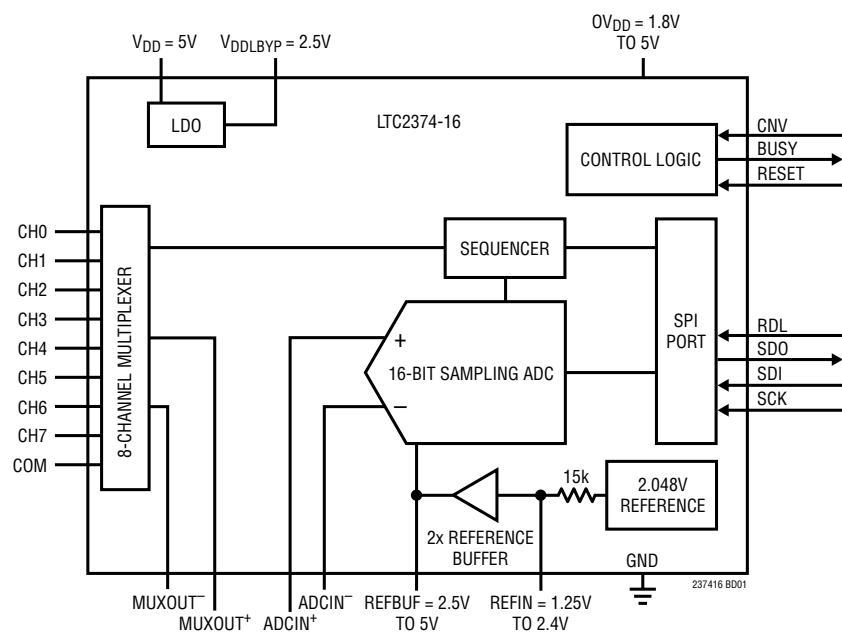 V_DD = 5V
V_DDLBYP = 2.5V
OV_DD = 1.8V
TO 5V
LDO
LTC2374-16
CONTROL LOGIC
CNV
BUSY
RESET
CH0
CH1
CH2
CH3
CH4
CH5
CH6
CH7
COM
8-CHANNEL MULTIPLEXER
SEQUENCER
+
16-BIT SAMPLING ADC
–
SPI
PORT
RDL
SDO
SDI
SCK
15k
2.048V
REFERENCE
2x REFERENCE
BUFFER
GND
237416 BD01
MUXOUT⁻
MUXOUT⁺
ADCIN⁺
ADCIN⁻
REFBUF = 2.5V
TO 5V
REFIN = 1.25V
TO 2.4V